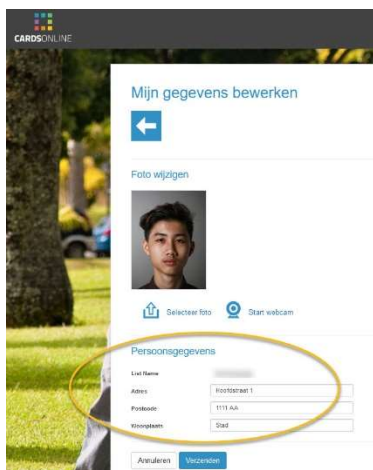 CARDSONLINE
Mijn gegevens bewerken
Foto wijzigen
Selecteer foto Start webcam
Persoonsgegevens
List Name
Adres Hoofdstraat 1
Postcode 1111 AA
Woonplaats Stad
Annuleren Verzenden